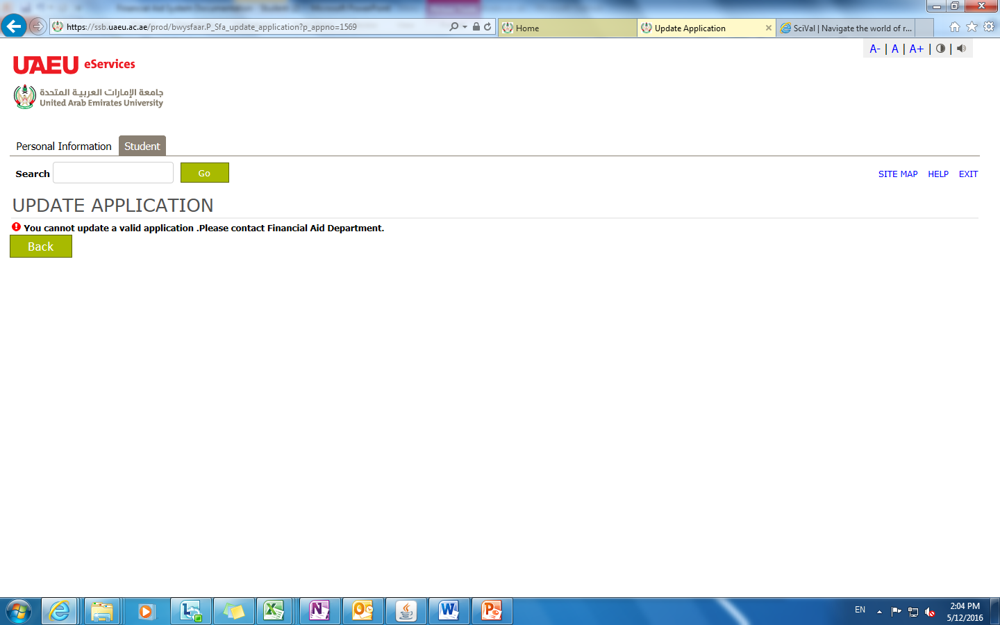 https://ssb.uaeu.ac.ae/prod/bwysfaar.P_Sfa_update_application?p_appno=1569
Home
Update Application
SciVal | Navigate the world of r...
A- | A | A+ | |
UAEU eServices
جامعة الإمارات العربية المتحدة
United Arab Emirates University
Personal Information
Student
Search
Go
SITE MAP HELP EXIT
UPDATE APPLICATION
You cannot update a valid application .Please contact Financial Aid Department.
Back
EN
2:04 PM
5/12/2016